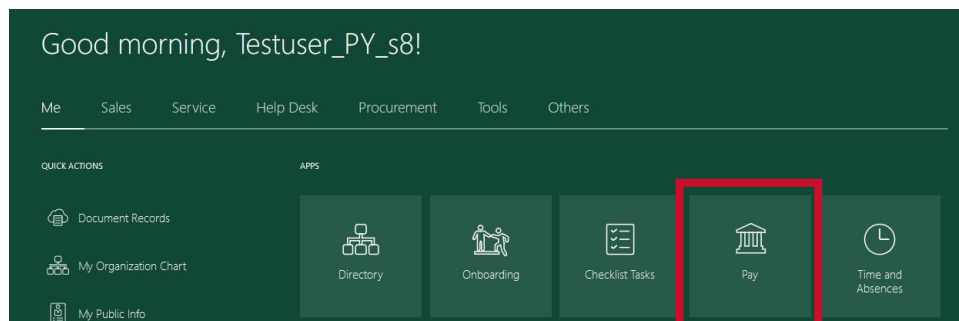 Good morning, Testuser_PY_s8!
Me Sales Service Help Desk Procurement Tools Others
QUICK ACTIONS
APPS
Document Records
My Organization Chart
My Public Info
Directory
Onboarding
Checklist Tasks
Pay
Time and
Absences